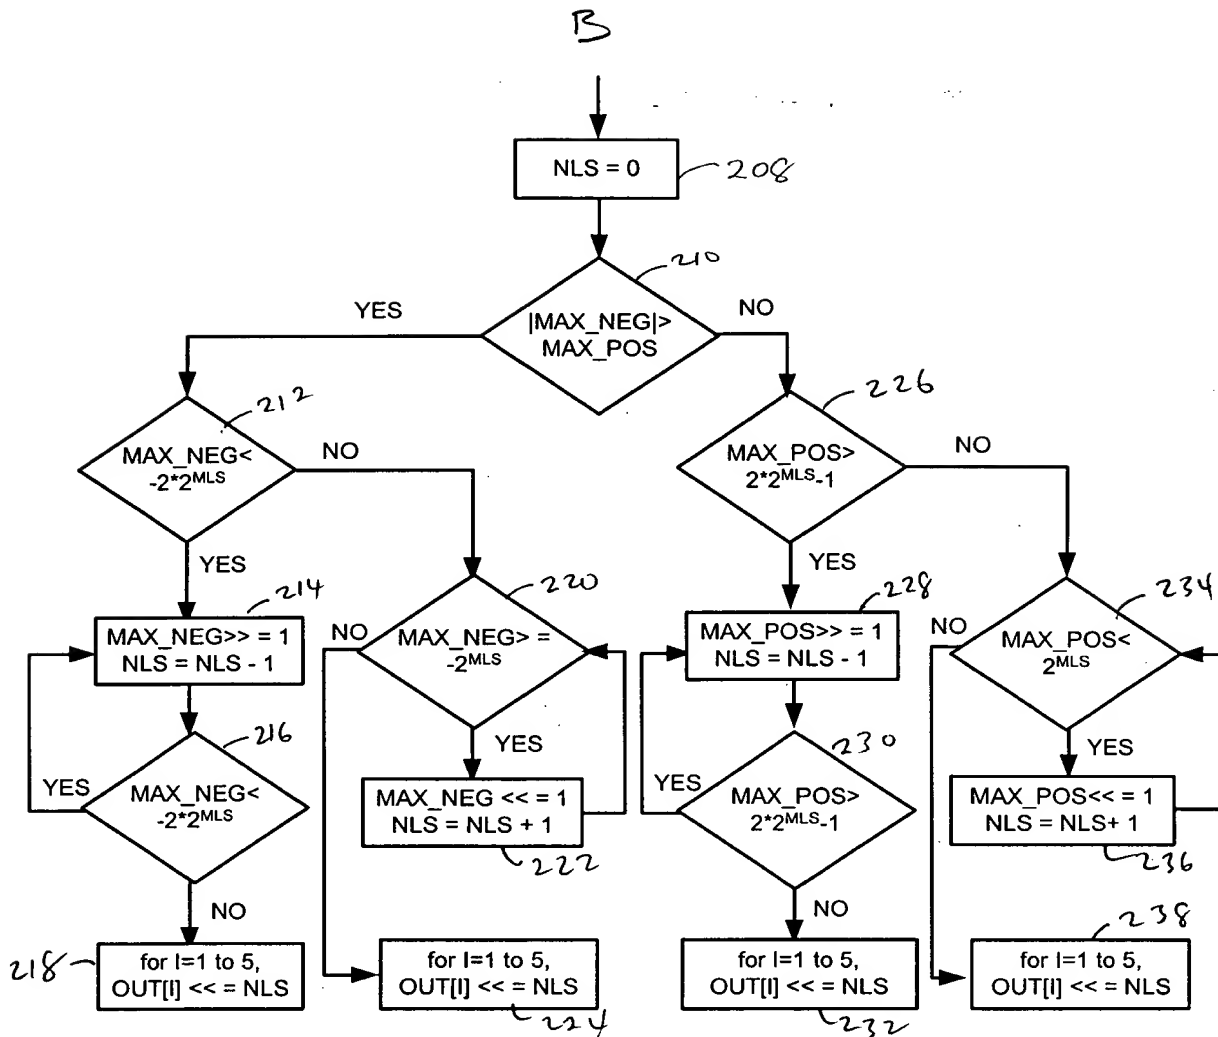 B
NLS = 0
208
210
YES
NO
|MAX_NEG|>
MAX_POS
212
226
MAX_NEG<
-2*2^MLS
NO
MAX_POS>
2*2^MLS-1
NO
YES
YES
214
220
228
234
MAX_NEG>> = 1
NLS = NLS - 1
NO
MAX_NEG> =
-2^MLS
MAX_POS>> = 1
NLS = NLS - 1
NO
MAX_POS<
2^MLS
216
YES
230
YES
YES
MAX_NEG<
-2*2^MLS
MAX_NEG << = 1
NLS = NLS + 1
222
YES
MAX_POS>
2*2^MLS-1
MAX_POS<< = 1
NLS = NLS+ 1
236
NO
NO
238
218
for I=1 to 5,
OUT[I] << = NLS
for I=1 to 5,
OUT[I] << = NLS
224
for I=1 to 5,
OUT[I] << = NLS
232
for I=1 to 5,
OUT[I] << = NLS